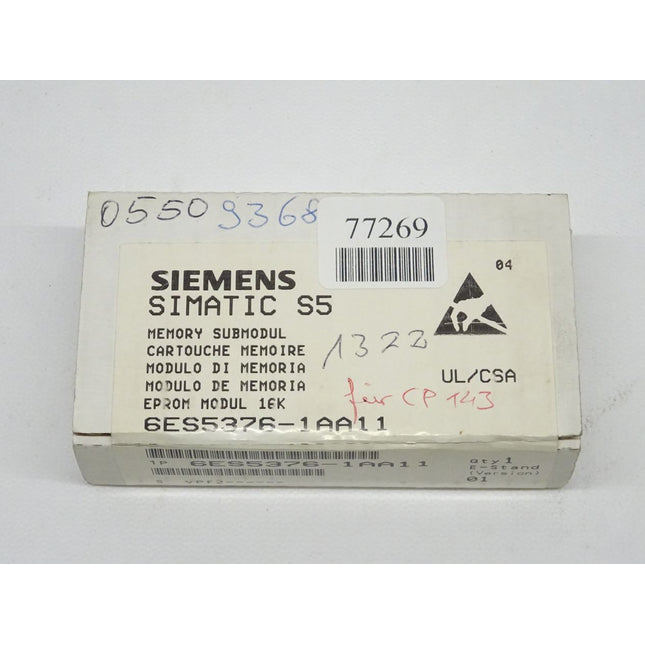 0550 9368
77269
04
SIEMENS
SIMATIC S5
MEMORY SUBMODUL
CARTOUCHE MEMOIRE
MODULO DI MEMORIA
MODULO DE MEMORIA
EPROM MODUL 16K
1322
UL/CSA
für CP 143
6ES5376-1AA11
1P 6ES5376-1AA11
Qty 1
E-Stand
(Version)
01
S